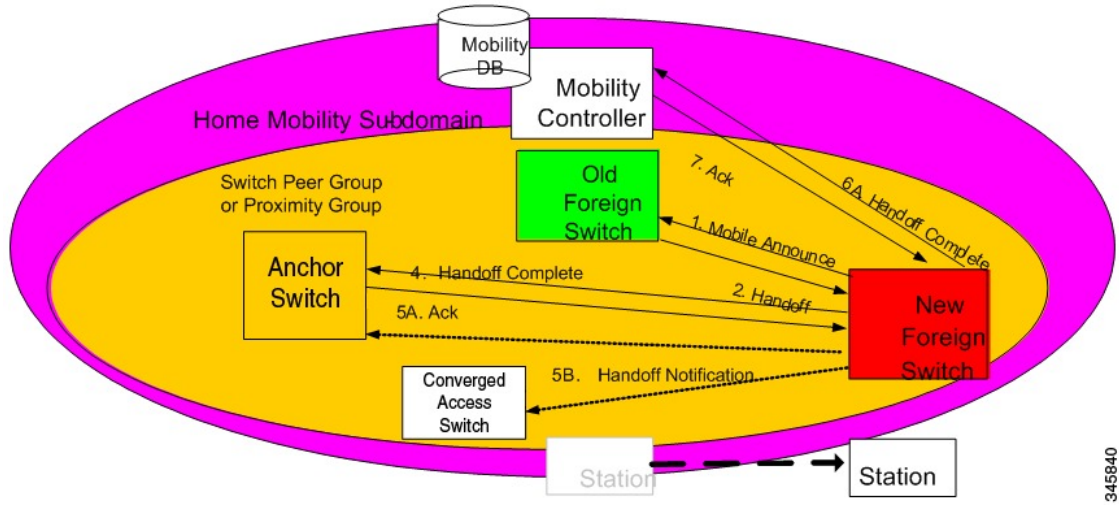 Mobility
DB
Mobility
Controller
Home Mobility Subdomain
Switch Peer Group
or Proximity Group
Old
Foreign
Switch
7. Ack
6A. Handoff Complete
1. Mobile Announce
Anchor
Switch
4. Handoff Complete
2. Handoff
5A. Ack
New
Foreign
Switch
Converged
Access
Switch
5B. Handoff Notification
Station
Station
345840